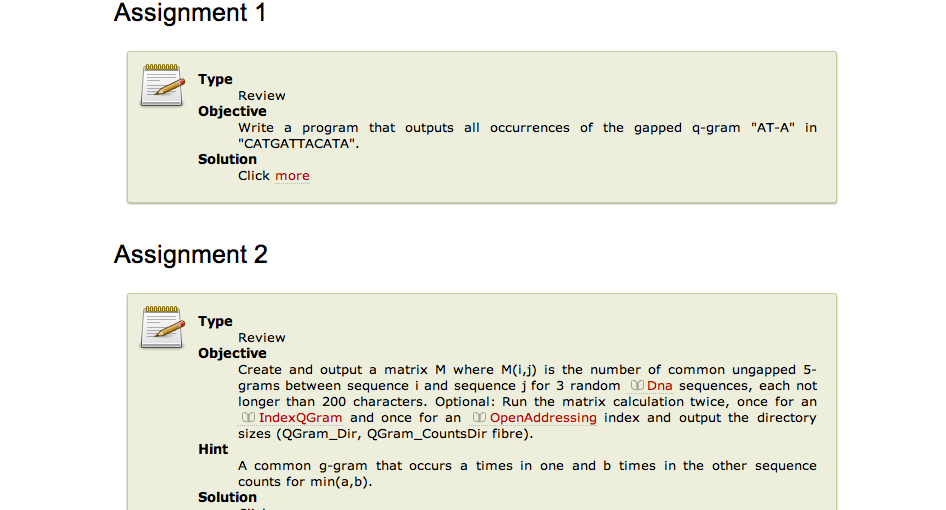 Assignment 1
Type
Review
Objective
Write a program that outputs all occurrences of the gapped q-gram "AT-A" in
"CATGATTACATA".
Solution
Click more
Assignment 2
Type
Review
Objective
Create and output a matrix M where M(i,j) is the number of common ungapped 5-
grams between sequence i and sequence j for 3 random Dna sequences, each not
longer than 200 characters. Optional: Run the matrix calculation twice, once for an
IndexQGram and once for an OpenAddressing index and output the directory
sizes (QGram_Dir, QGram_CountsDir fibre).
Hint
A common g-gram that occurs a times in one and b times in the other sequence
counts for min(a,b).
Solution